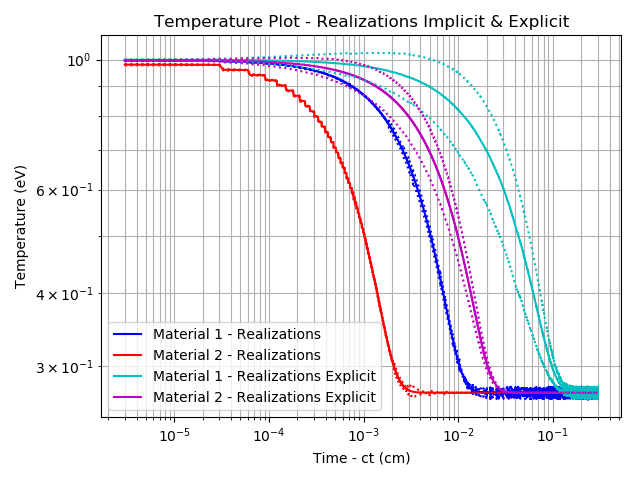 Temperature Plot - Realizations Implicit & Explicit
Temperature (eV)
10⁰
6 × 10⁻¹
4 × 10⁻¹
3 × 10⁻¹
Material 1 - Realizations
Material 2 - Realizations
Material 1 - Realizations Explicit
Material 2 - Realizations Explicit
10⁻⁵ 10⁻⁴ 10⁻³ 10⁻² 10⁻¹
Time - ct (cm)